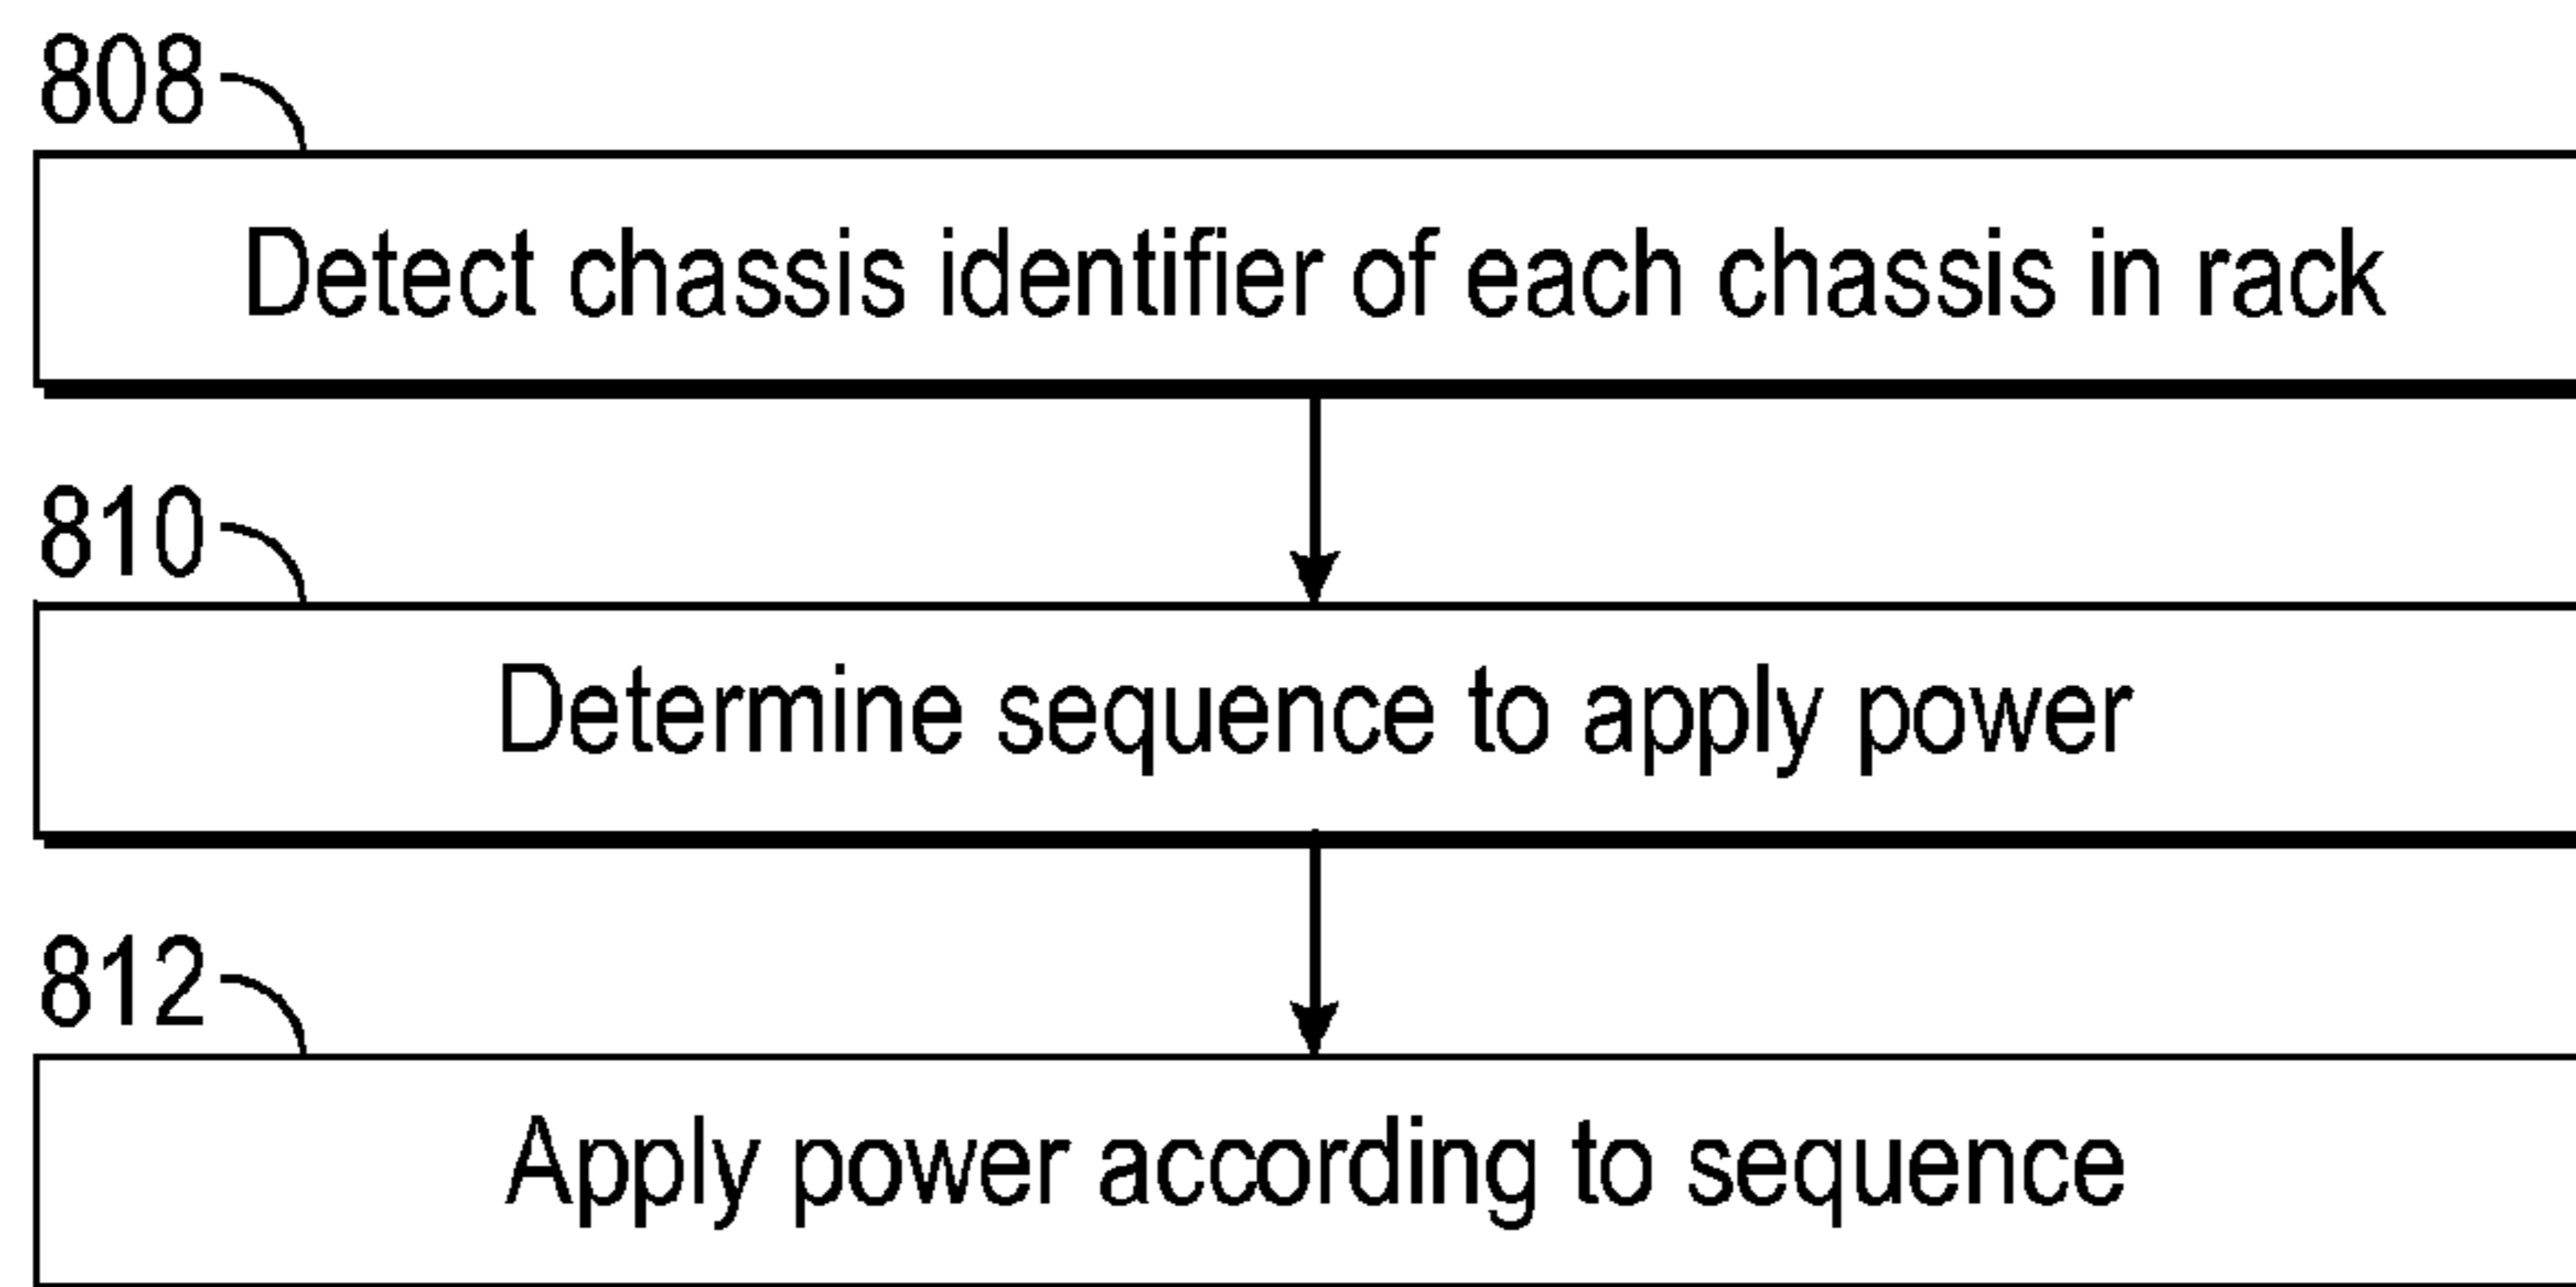 808
Detect chassis identifier of each chassis in rack
810
Determine sequence to apply power
812
Apply power according to sequence